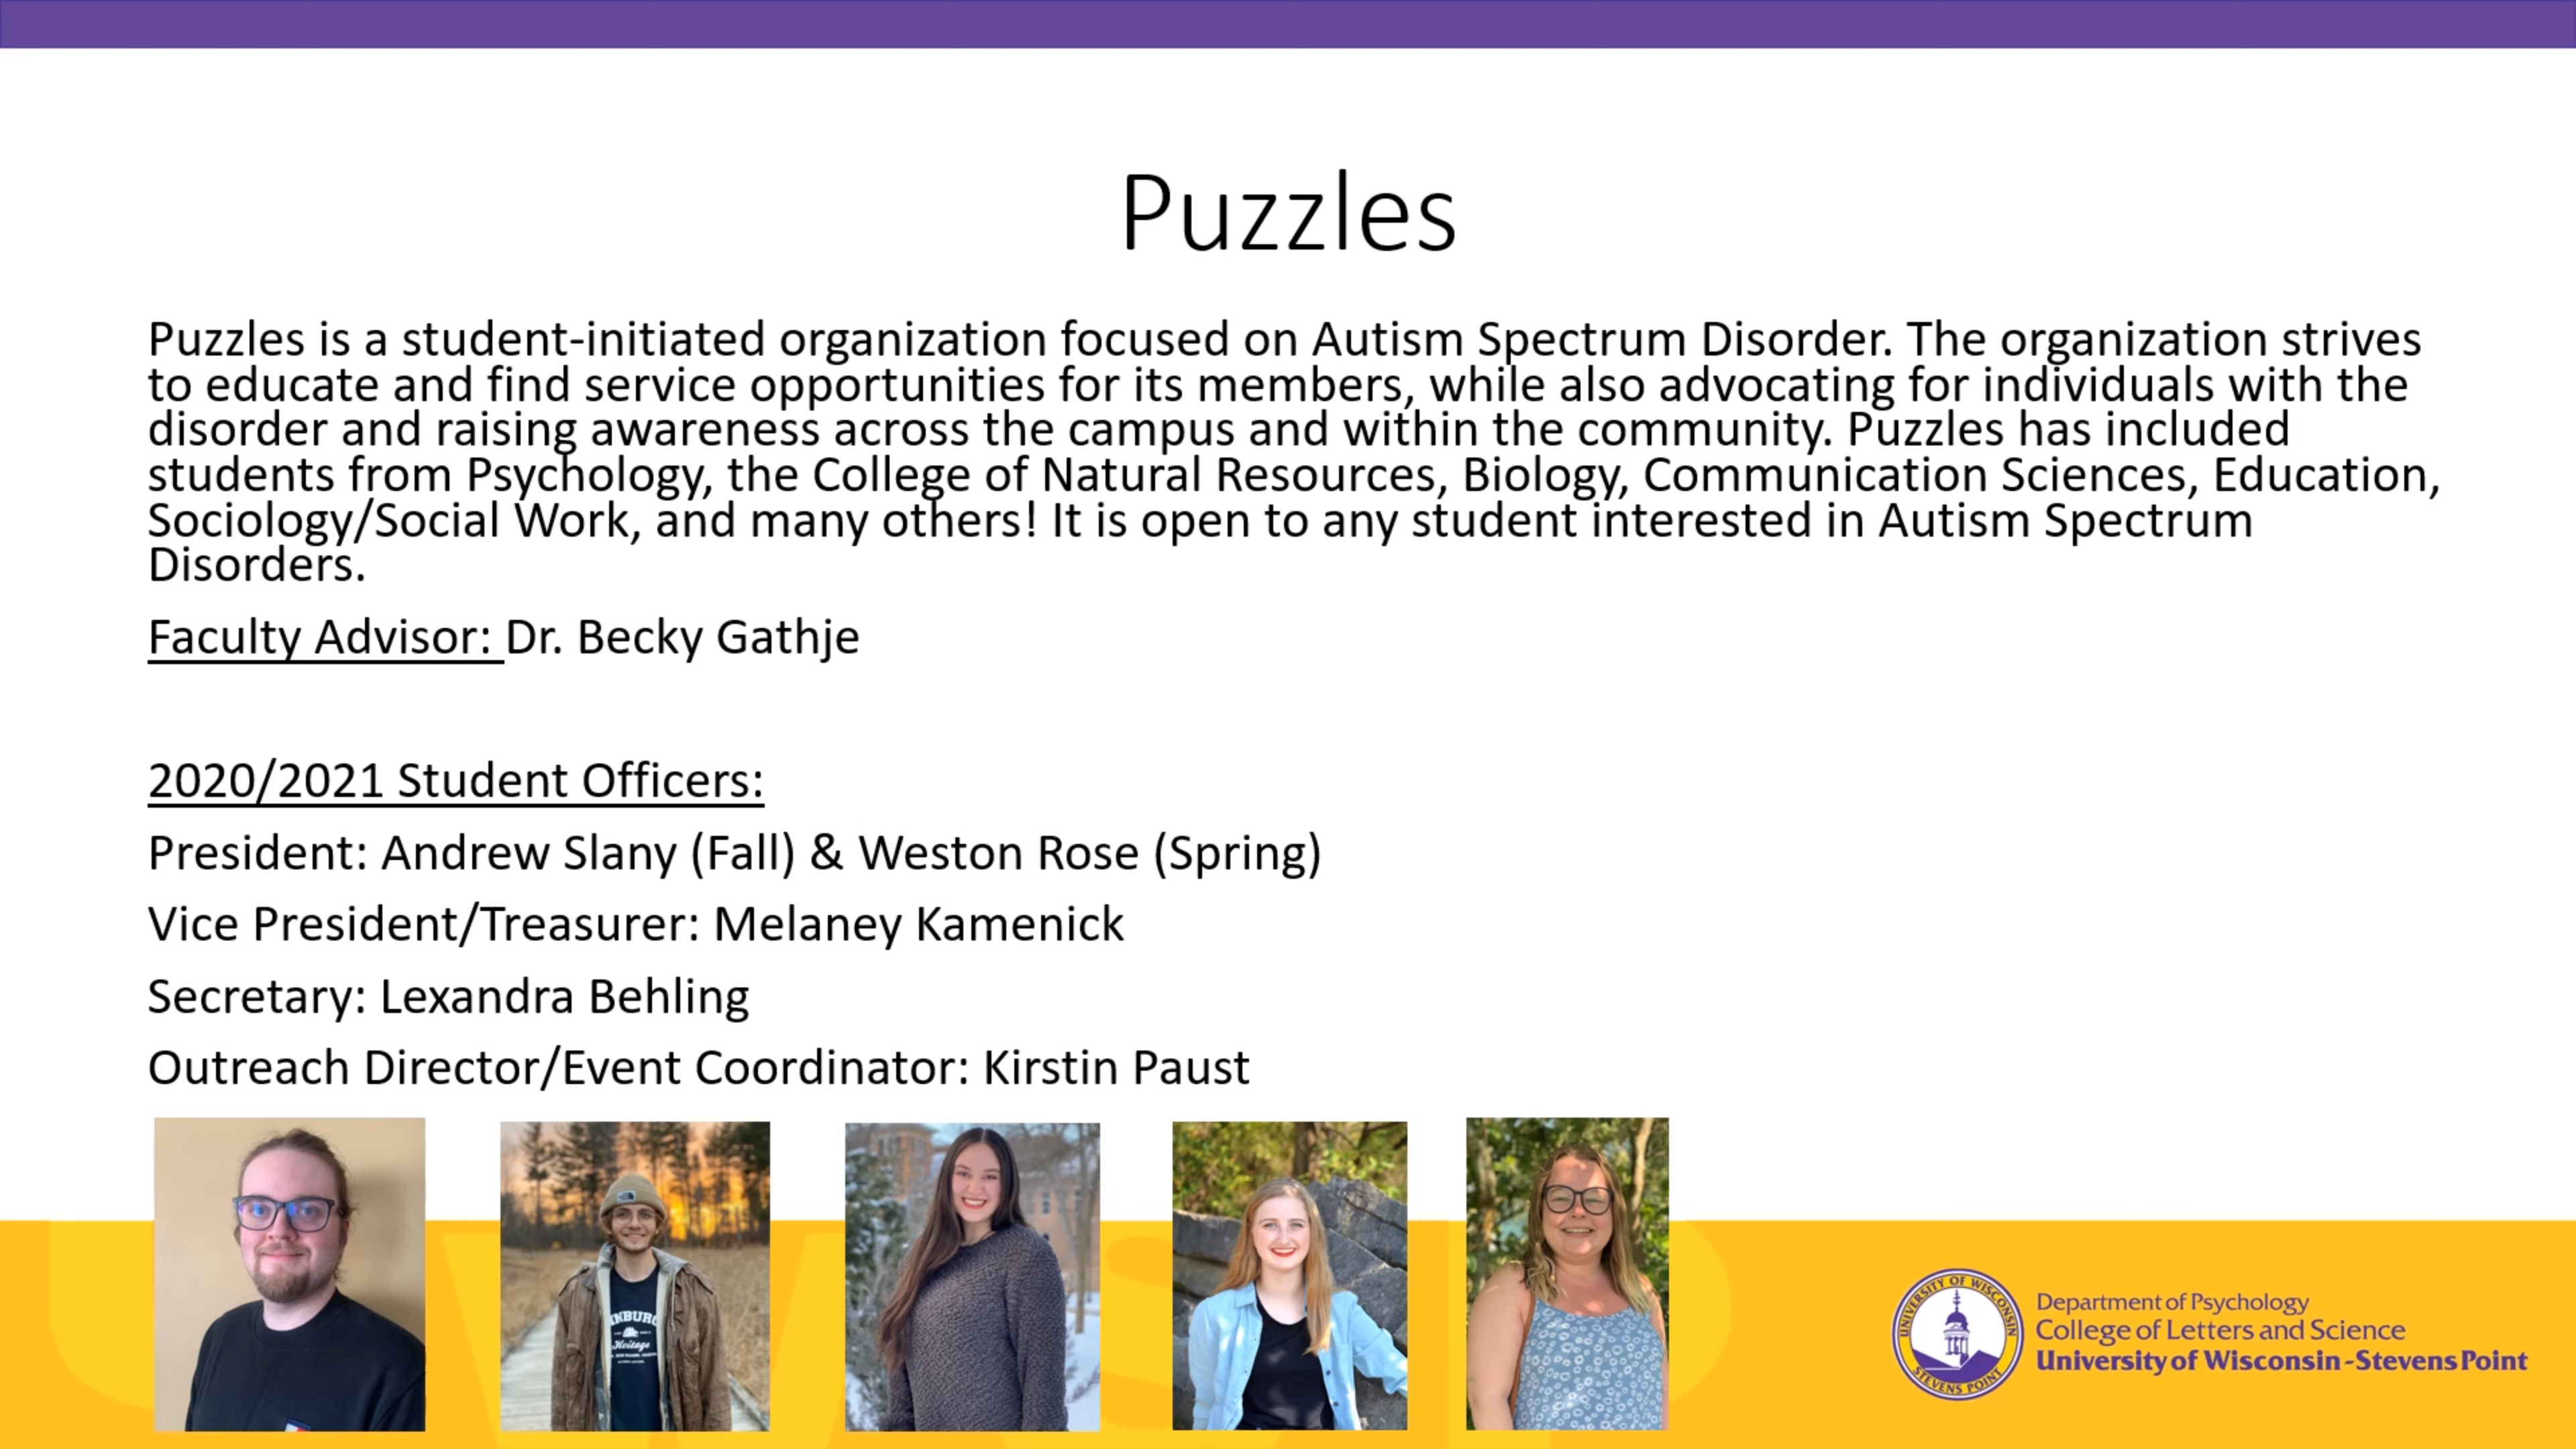 Puzzles
Puzzles is a student-initiated organization focused on Autism Spectrum Disorder. The organization strives
to educate and find service opportunities for its members, while also advocating for individuals with the
disorder and raising awareness across the campus and within the community. Puzzles has included
students from Psychology, the College of Natural Resources, Biology, Communication Sciences, Education,
Sociology/Social Work, and many others! It is open to any student interested in Autism Spectrum
Disorders.
Faculty Advisor: Dr. Becky Gathje
2020/2021 Student Officers:
President: Andrew Slany (Fall) & Weston Rose (Spring)
Vice President/Treasurer: Melaney Kamenick
Secretary: Lexandra Behling
Outreach Director/Event Coordinator: Kirstin Paust
Heritage
UNIVERSITY OF WISCONSIN
STEVENS POINT
Department of Psychology
College of Letters and Science
University of Wisconsin-Stevens Point